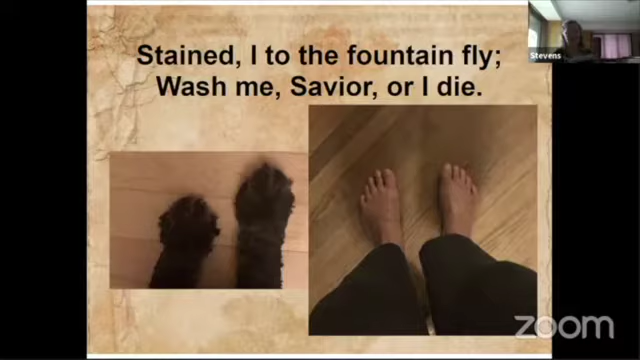 Stained, I to the fountain fly;
Wash me, Savior, or I die.
Stevens
zoom